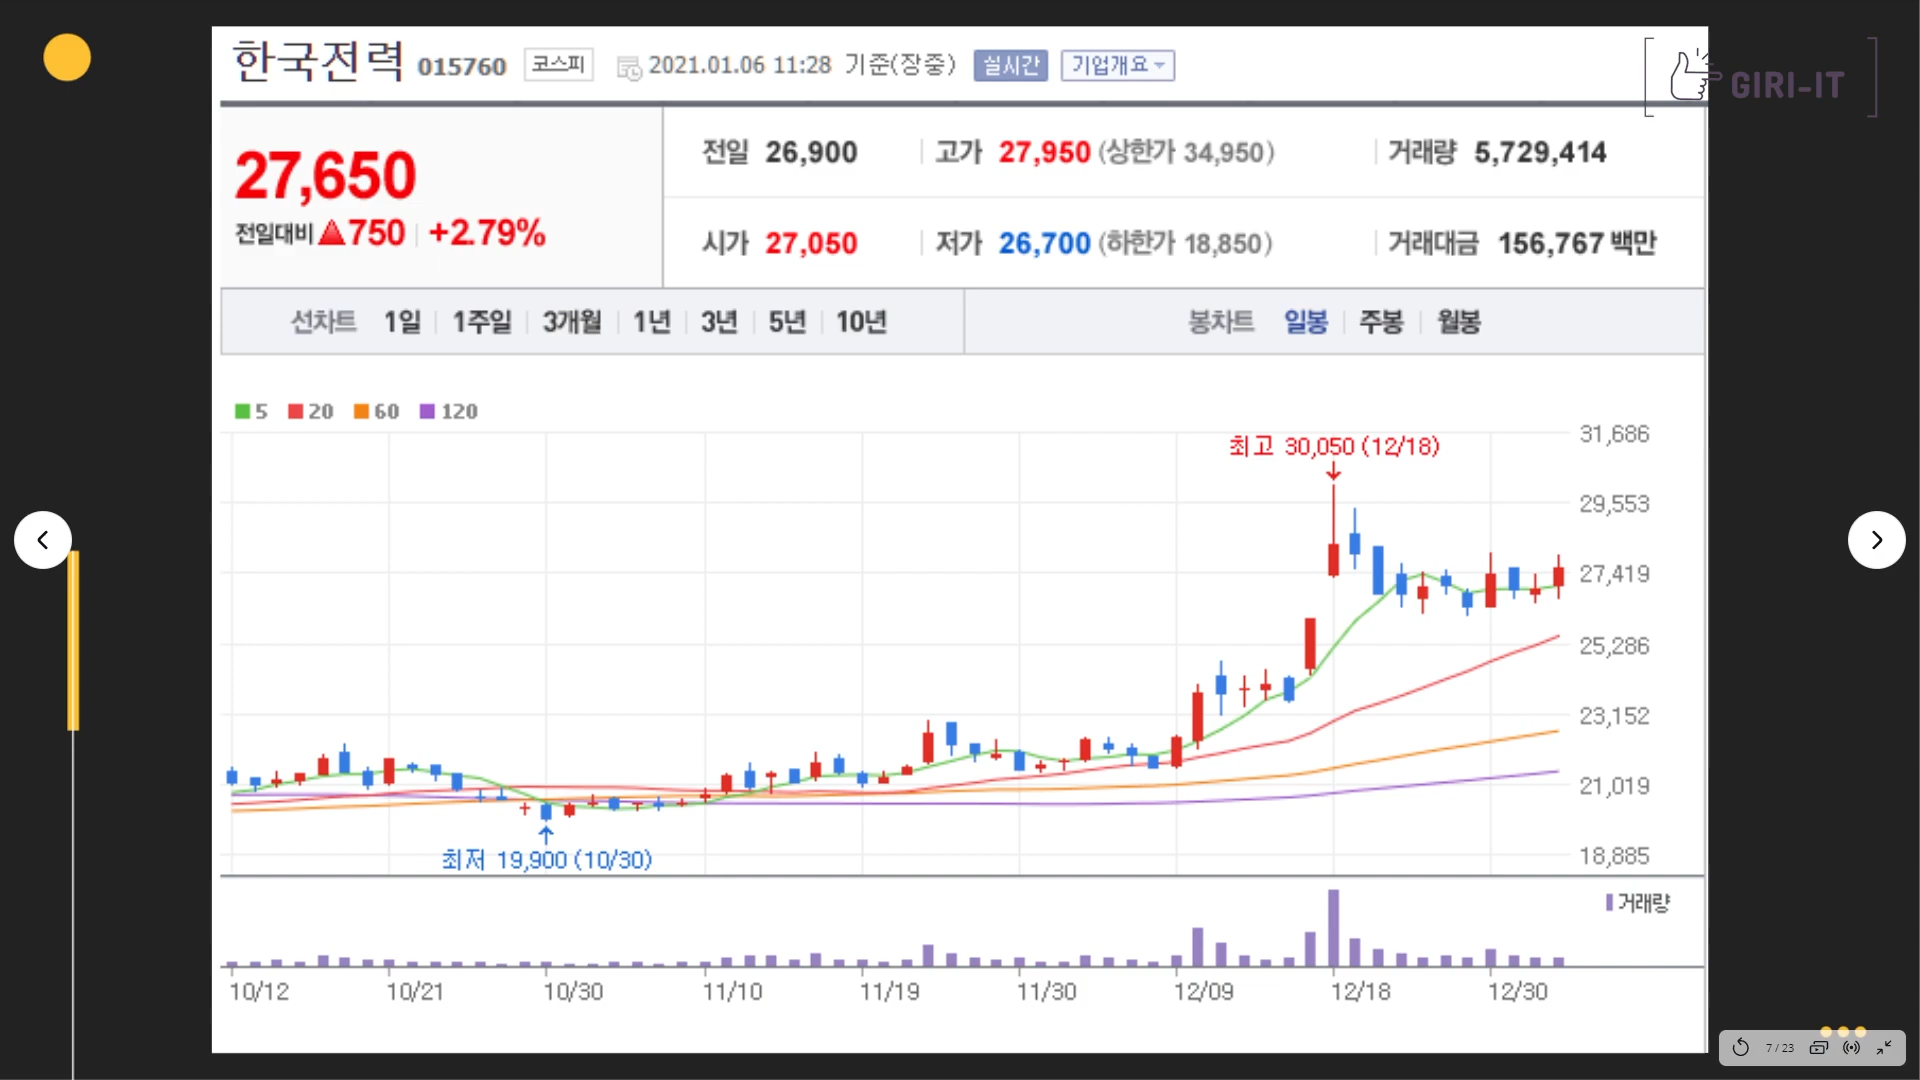 한국전력 015760 코스피 2021.01.06 11:28 기준(장중) 실시간 기업개요
GIRI-IT
27,650
전일대비 ▲750 +2.79%
전일 26,900 고가 27,950 (상한가 34,950) 거래량 5,729,414
시가 27,050 저가 26,700 (하한가 18,850) 거래대금 156,767 백만
선차트 1일 1주일 3개월 1년 3년 5년 10년 봉차트 일봉 주봉 월봉
5 20 60 120
31,686
최고 30,050 (12/18)
29,553
27,419
25,286
23,152
21,019
18,885
최저 19,900 (10/30)
거래량
10/12 10/21 10/30 11/10 11/19 11/30 12/09 12/18 12/30
7 / 23